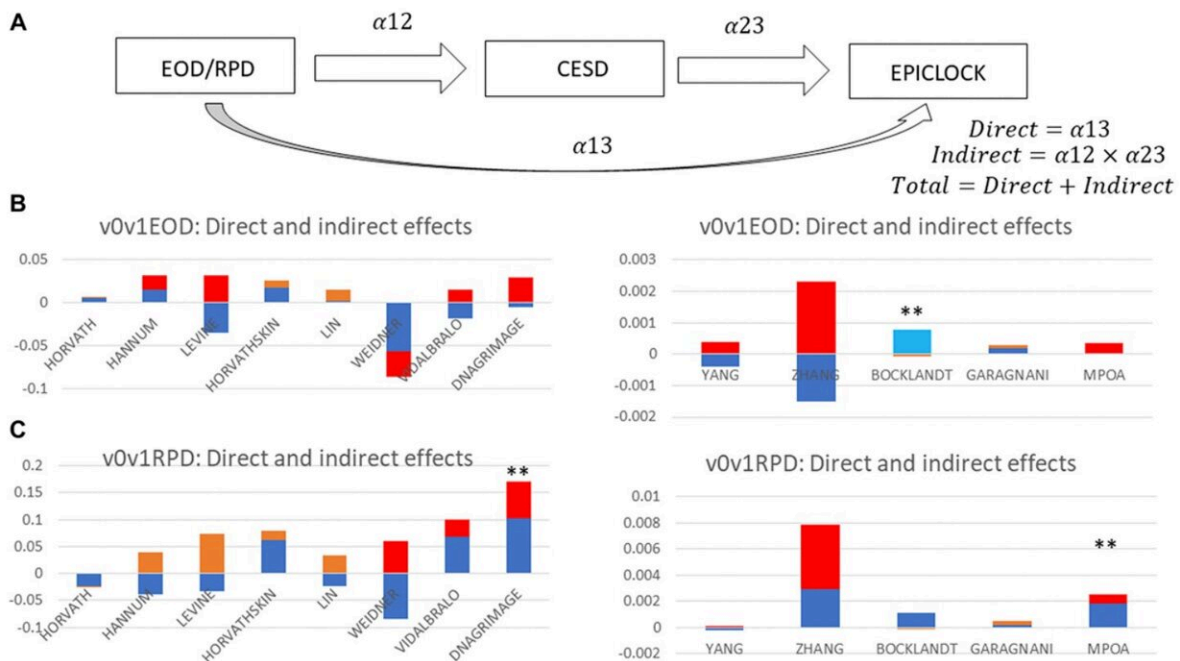 A
α12
α23
EOD/RPD
CESD
EPICLOCK
α13
Direct = α13
Indirect = α12 × α23
Total = Direct + Indirect
B
v0v1EOD: Direct and indirect effects
0.05
0
-0.05
-0.1
HORVATH
HANNUM
LEVINE
HORVATHSKIN
LIN
WEIDNER
VIDALBRALO
DNAGRIMAGE
v0v1EOD: Direct and indirect effects
0.003
0.002
0.001
0
-0.001
-0.002
**
YANG
ZHANG
BOCKLANDT
GARAGNANI
MPOA
C
v0v1RPD: Direct and indirect effects
0.2
0.15
0.1
0.05
0
-0.05
-0.1
**
HORVATH
HANNUM
LEVINE
HORVATHSKIN
LIN
WEIDNER
VIDALBRALO
DNAGRIMAGE
v0v1RPD: Direct and indirect effects
0.01
0.008
0.006
0.004
0.002
0
-0.002
**
YANG
ZHANG
BOCKLANDT
GARAGNANI
MPOA